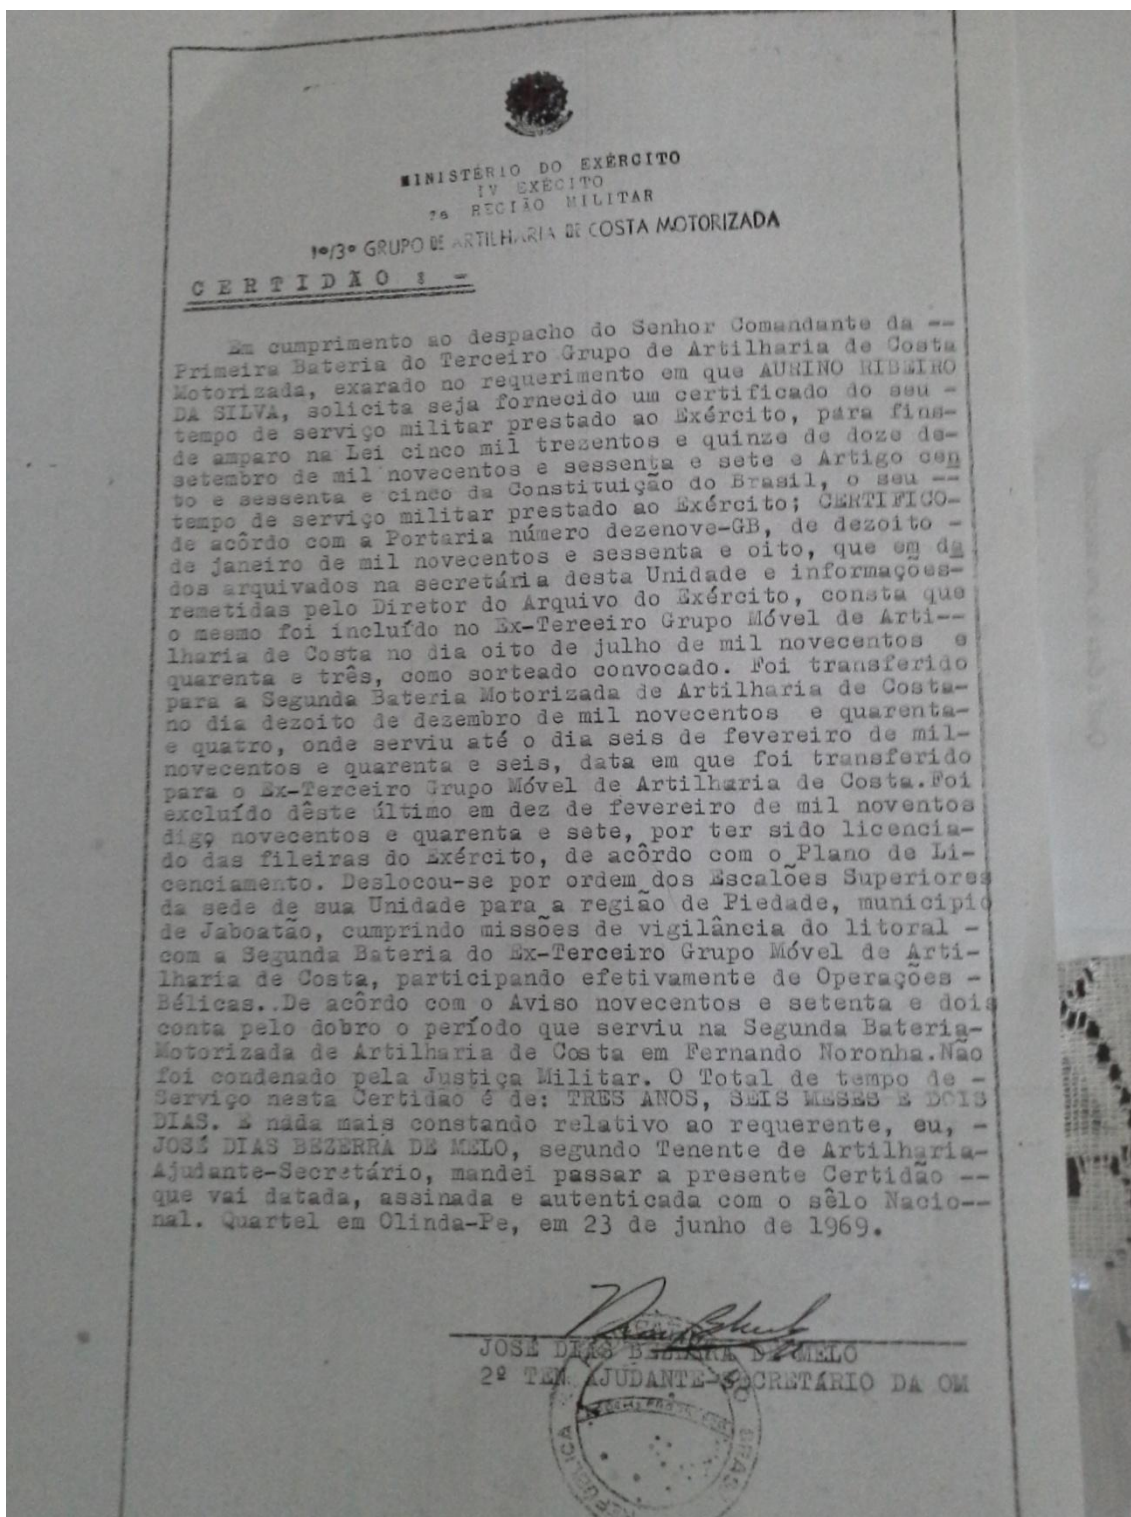 MINISTÉRIO DO EXÉRCITO
IV EXÉCITO
7a REGIÃO MILITAR
1º/3º GRUPO DE ARTILHARIA DE COSTA MOTORIZADA
CERTIDÃO : -
Em cumprimento ao despacho do Senhor Comandante da --
Primeira Bateria do Terceiro Grupo de Artilharia de Costa
Motorizada, exarado no requerimento em que AURINO RIBEIRO
DA SILVA, solicita seja fornecido um certificado do seu -
tempo de serviço militar prestado ao Exército, para fins-
de amparo na Lei cinco mil trezentos e quinze de doze de-
setembro de mil novecentos e sessenta e sete e Artigo cen
to e sessenta e cinco da Constituição do Brasil, o seu --
tempo de serviço militar prestado ao Exército; CERTIFICO-
de acôrdo com a Portaria número dezenove-GB, de dezoito -
de janeiro de mil novecentos e sessenta e oito, que em da
dos arquivados na secretária desta Unidade e informações-
remetidas pelo Diretor do Arquivo do Exército, consta que
o mesmo foi incluído no Ex-Tereeiro Grupo Móvel de Arti--
lharia de Costa no dia oito de julho de mil novecentos e
quarenta e três, como sorteado convocado. Foi transferido
para a Segunda Bateria Motorizada de Artilharia de Costa-
no dia dezoito de dezembro de mil novecentos e quarenta-
e quatro, onde serviu até o dia seis de fevereiro de mil-
novecentos e quarenta e seis, data em que foi transferido
para o Ex-Terceiro Grupo Móvel de Artilharia de Costa.Foi
excluído dêste último em dez de fevereiro de mil noventos
digo novecentos e quarenta e sete, por ter sido licencia-
do das fileiras do Exército, de acôrdo com o Plano de Li-
cenciamento. Deslocou-se por ordem dos Escalões Superiores
da sede de sua Unidade para a região de Piedade, municipio
de Jaboatão, cumprindo missões de vigilância do litoral -
com a Segunda Bateria do Ex-Terceiro Grupo Móvel de Arti-
lharia de Costa, participando efetivamente de Operações -
Bélicas..De acôrdo com o Aviso novecentos e setenta e dois
conta pelo dobro o período que serviu na Segunda Bateria-
Motorizada de Artilharia de Costa em Fernando Noronha.Não
foi condenado pela Justiça Militar. O Total de tempo de -
Serviço nesta Certidão é de: TRES ANOS, SEIS MESES E DOIS
DIAS. E nada mais constando relativo ao requerente, eu, -
JOSÉ DIAS BEZERRA DE MELO, segundo Tenente de Artilharia-
Ajudante-Secretário, mandei passar a presente Certidão --
que vai datada, assinada e autenticada com o sêlo Nacio--
nal. Quartel em Olinda-Pe, em 23 de junho de 1969.
JOSÉ DIAS BEZERRA DE MELO
2º TEN AJUDANTE-SECRETÁRIO DA OM
REPÚBLICA BRAS